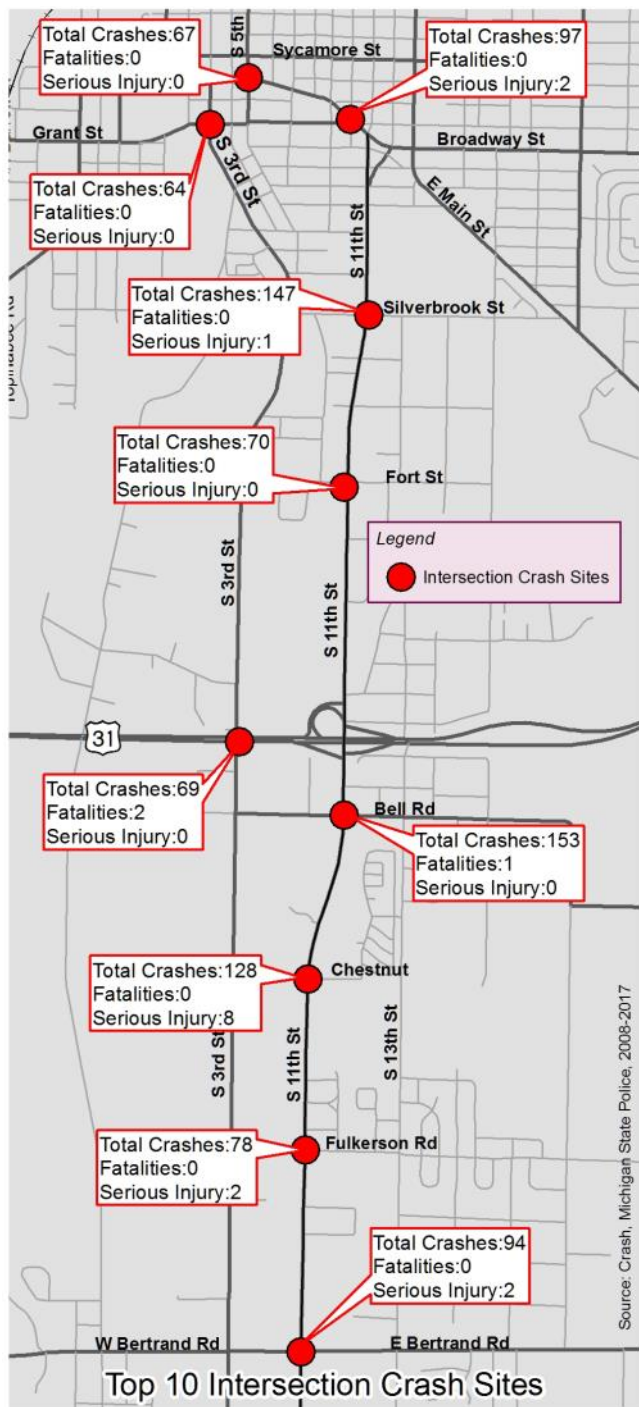 Total Crashes:67
Fatalities:0
Serious Injury:0
S 5th
Sycamore St
Total Crashes:97
Fatalities:0
Serious Injury:2
Grant St
Broadway St
S 3rd St
Total Crashes:64
Fatalities:0
Serious Injury:0
E Main St
S 11th St
Total Crashes:147
Fatalities:0
Serious Injury:1
Silverbrook St
Total Crashes:70
Fatalities:0
Serious Injury:0
Fort St
Legend
Intersection Crash Sites
S 3rd St
S 11th St
31
Total Crashes:69
Fatalities:2
Serious Injury:0
Bell Rd
Total Crashes:153
Fatalities:1
Serious Injury:0
Total Crashes:128
Fatalities:0
Serious Injury:8
Chestnut
S 3rd St
S 11th St
S 13th St
Total Crashes:78
Fatalities:0
Serious Injury:2
Fulkerson Rd
Source: Crash, Michigan State Police, 2008-2017
Total Crashes:94
Fatalities:0
Serious Injury:2
W Bertrand Rd
E Bertrand Rd
Top 10 Intersection Crash Sites